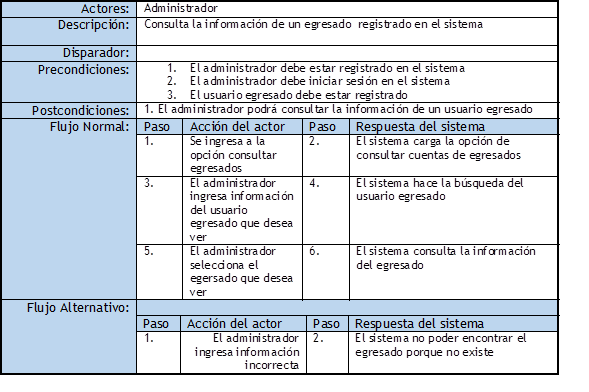 Actores: Administrador
Descripción: Consulta la información de un egresado registrado en el sistema
Disparador:
Precondiciones: 1. El administrador debe estar registrado en el sistema
2. El administrador debe iniciar sesión en el sistema
3. El usuario egresado debe estar registrado
Postcondiciones: 1. El administrador podrá consultar la información de un usuario egresado
Flujo Normal: Paso Acción del actor Paso Respuesta del sistema
1. Se ingresa a la 2. El sistema carga la opción de
opción consultar consultar cuentas de egresados
egresados
3. El administrador 4. El sistema hace la búsqueda del
ingresa información usuario egresado
del usuario
egresado que desea
ver
5. El administrador 6. El sistema consulta la información
selecciona el del egresado
egersado que desea
ver
Flujo Alternativo:
Paso Acción del actor Paso Respuesta del sistema
1. El administrador 2. El sistema no poder encontrar el
ingresa información egresado porque no existe
incorrecta